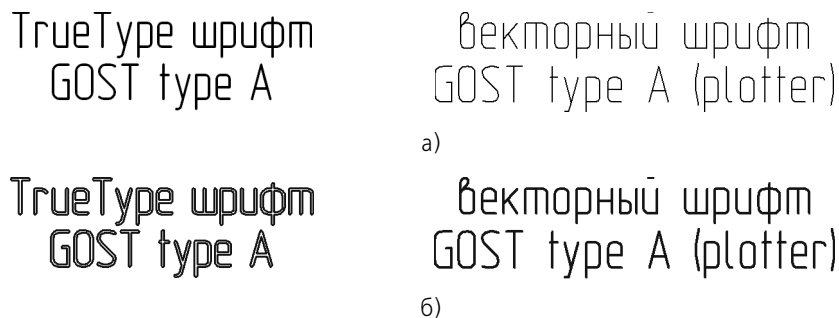 TrueType шрифт
GOST type A
векторный шрифт
GOST type A (plotter)
а)
TrueType шрифт
GOST type A
векторный шрифт
GOST type A (plotter)
б)